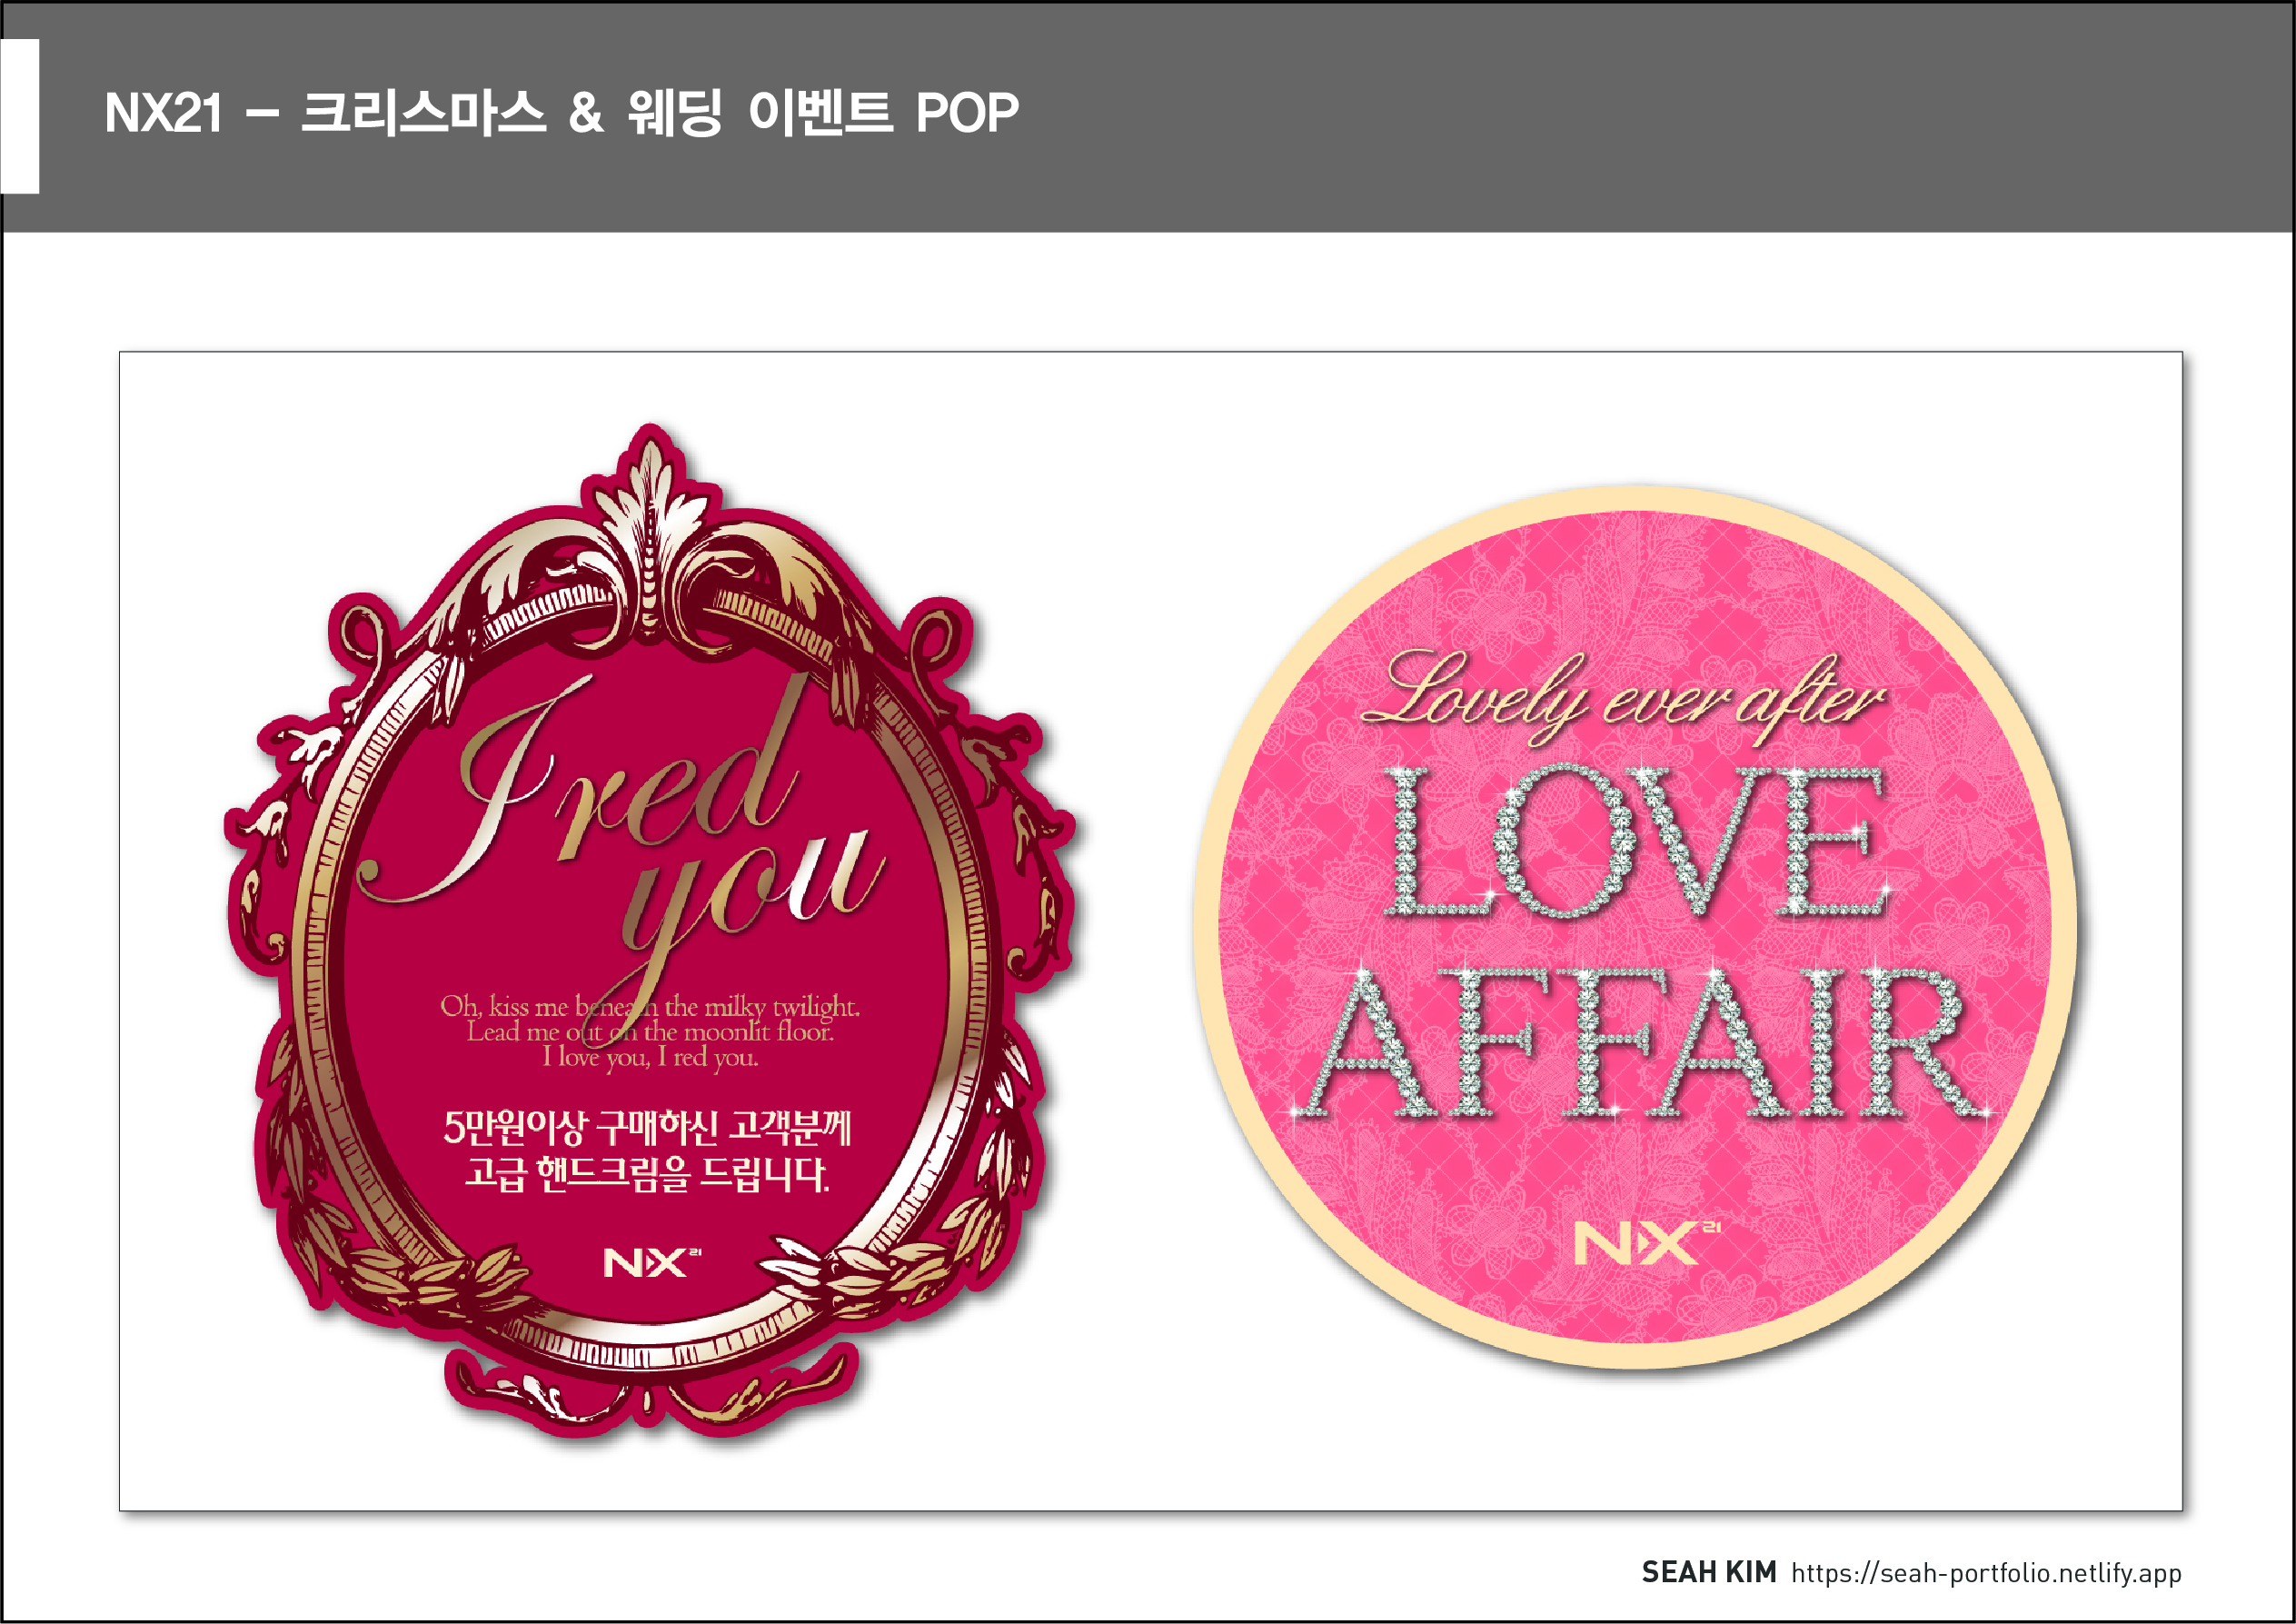 NX21 – 크리스마스 & 웨딩 이벤트 POP
I red
you
Oh, kiss me beneath the milky twilight.
Lead me out on the moonlit floor.
I love you, I red you.
5만원이상 구매하신 고객분께
고급 핸드크림을 드립니다.
NX21
Lovely ever after
LOVE
AFFAIR
NX21
SEAH KIM https://seah-portfolio.netlify.app